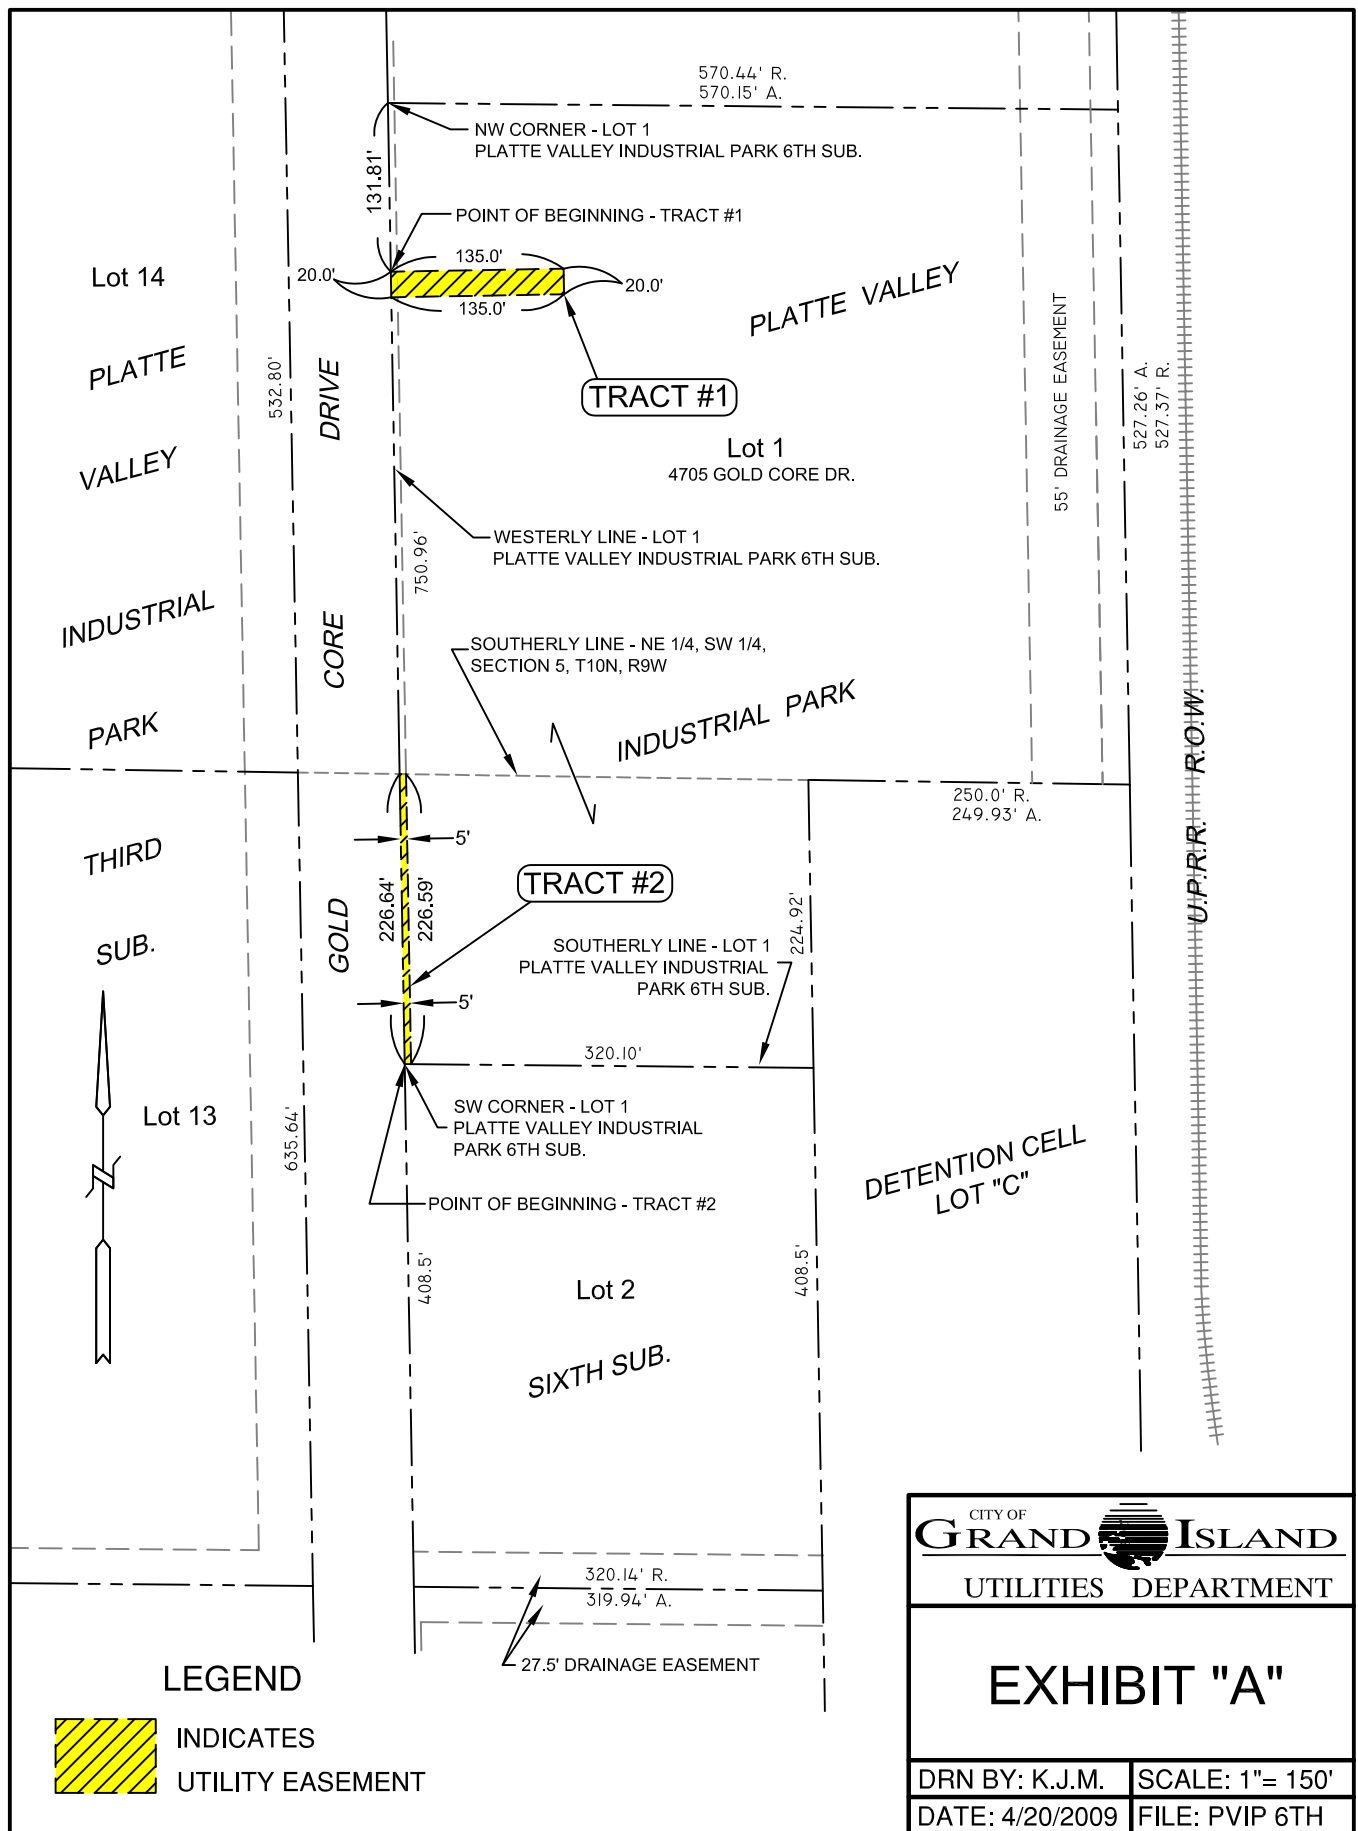 570.44' R.
570.15' A.
NW CORNER - LOT 1
PLATTE VALLEY INDUSTRIAL PARK 6TH SUB.
131.81'
POINT OF BEGINNING - TRACT #1
135.0'
20.0'
20.0'
135.0'
Lot 14
PLATTE VALLEY
PLATTE
VALLEY
INDUSTRIAL
PARK
THIRD
SUB.
532.80'
DRIVE
CORE
GOLD
TRACT #1
Lot 1
4705 GOLD CORE DR.
55' DRAINAGE EASEMENT
527.26' A.
527.37' R.
WESTERLY LINE - LOT 1
PLATTE VALLEY INDUSTRIAL PARK 6TH SUB.
750.96'
SOUTHERLY LINE - NE 1/4, SW 1/4,
SECTION 5, T10N, R9W
INDUSTRIAL PARK
U.P.R.R. R.O.W.
250.0' R.
249.93' A.
5'
TRACT #2
226.64'
226.59'
224.92'
SOUTHERLY LINE - LOT 1
PLATTE VALLEY INDUSTRIAL
PARK 6TH SUB.
5'
320.10'
SW CORNER - LOT 1
PLATTE VALLEY INDUSTRIAL
PARK 6TH SUB.
Lot 13
635.64'
POINT OF BEGINNING - TRACT #2
DETENTION CELL
LOT "C"
408.5'
408.5'
Lot 2
SIXTH SUB.
320.14' R.
319.94' A.
27.5' DRAINAGE EASEMENT
LEGEND
INDICATES
UTILITY EASEMENT
CITY OF
GRAND ISLAND
UTILITIES DEPARTMENT
EXHIBIT "A"
DRN BY: K.J.M.
SCALE: 1"= 150'
DATE: 4/20/2009
FILE: PVIP 6TH